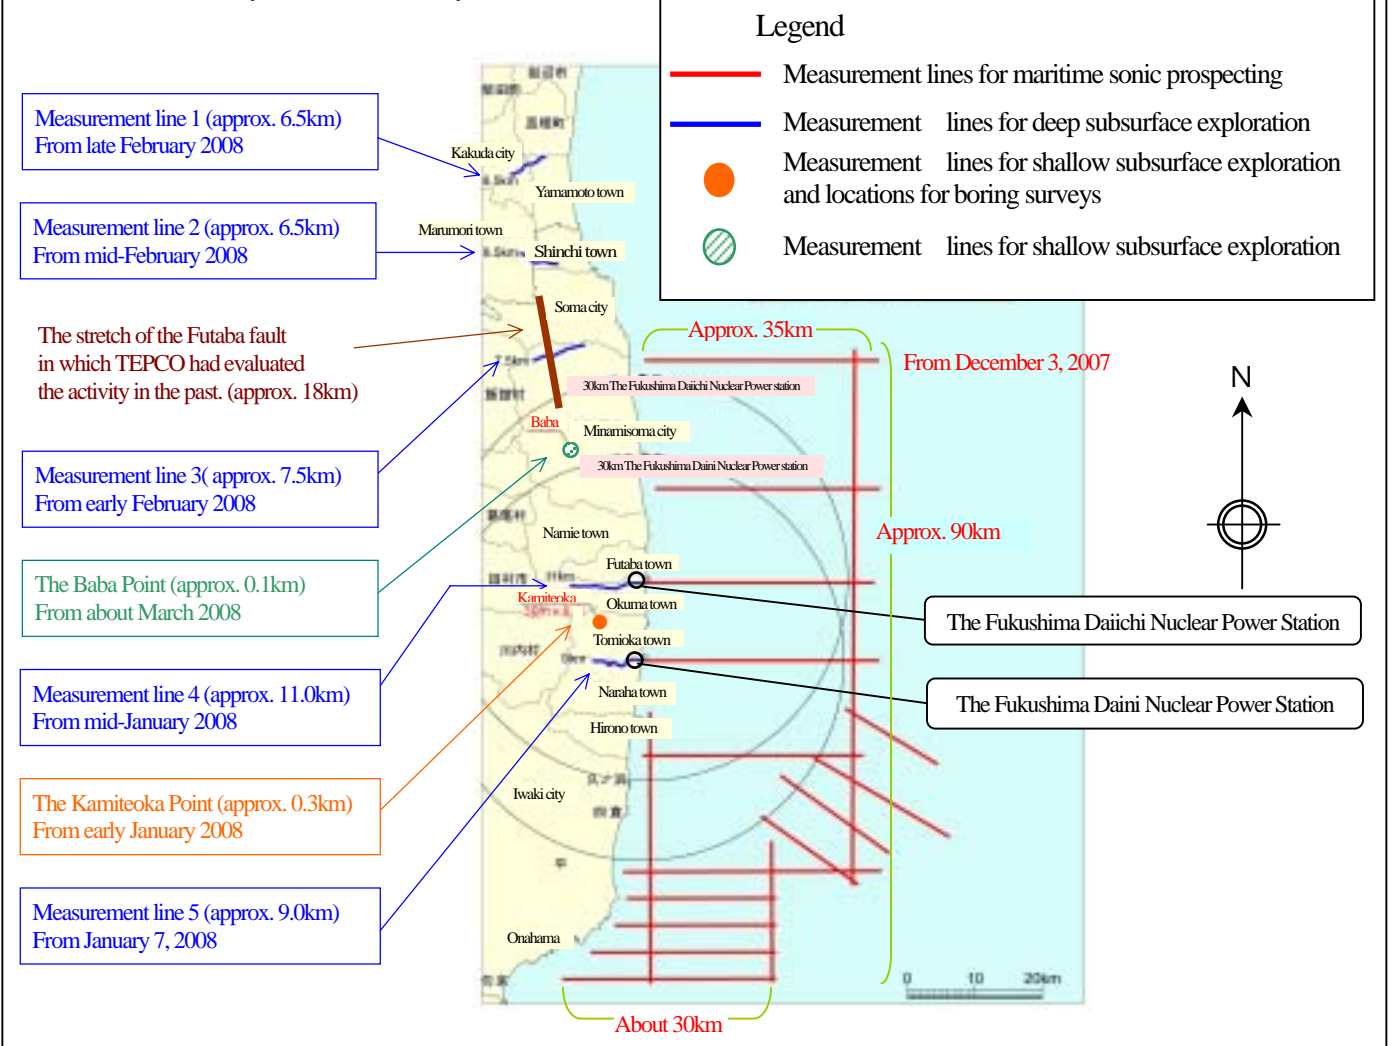 Legend
Measurement lines for maritime sonic prospecting
Measurement lines for deep subsurface exploration
Measurement lines for shallow subsurface exploration
and locations for boring surveys
Measurement lines for shallow subsurface exploration
Measurement line 1 (approx. 6.5km)
From late February 2008
Measurement line 2 (approx. 6.5km)
From mid-February 2008
The stretch of the Futaba fault
in which TEPCO had evaluated
the activity in the past. (approx. 18km)
Measurement line 3( approx. 7.5km)
From early February 2008
The Baba Point (approx. 0.1km)
From about March 2008
Measurement line 4 (approx. 11.0km)
From mid-January 2008
The Kamiteoka Point (approx. 0.3km)
From early January 2008
Measurement line 5 (approx. 9.0km)
From January 7, 2008
Kakuda city
6.5km
Yamamoto town
Marumori town
6.5km
Shinchi town
Soma city
7.5km
30km The Fukushima Daiichi Nuclear Power station
Baba
Minamisoma city
30km The Fukushima Daini Nuclear Power station
Namie town
Futaba town
11km
Kamiteoka
Okuma town
Tomioka town
9km
Naraha town
Hirono town
Iwaki city
平
Onahama
Approx. 35km
From December 3, 2007
Approx. 90km
About 30km
N
The Fukushima Daiichi Nuclear Power Station
The Fukushima Daini Nuclear Power Station
0 10 20km